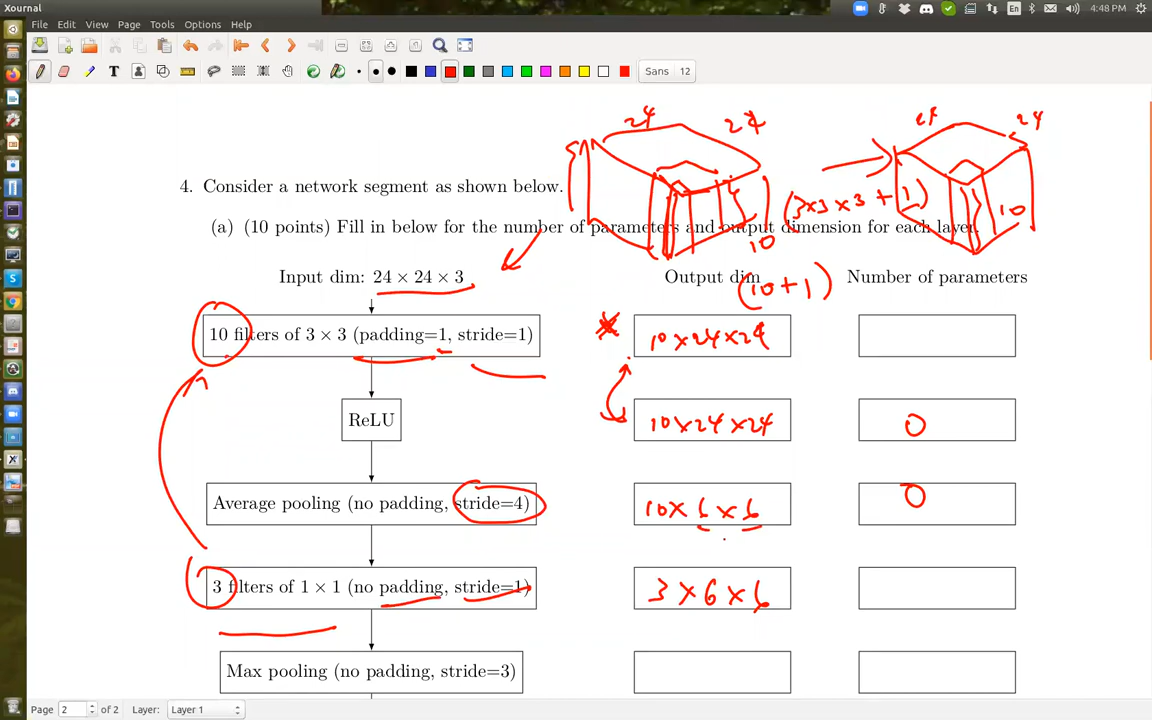 Xournal
En
4:48 PM
File Edit View Page Tools Options Help
Sans 12
24 24
24
10
(3×3×3 + 1)
10
4. Consider a network segment as shown below.
(a) (10 points) Fill in below for the number of parameters and output dimension for each layer.
Input dim: 24 × 24 × 3
Output dim
Number of parameters
(10+1)
10 filters of 3 × 3 (padding=1, stride=1)
10×24×24
ReLU
10×24×24
0
Average pooling (no padding, stride=4)
10×6×6
0
3 filters of 1 × 1 (no padding, stride=1)
3×6×6
Max pooling (no padding, stride=3)
Page 2 of 2 Layer: Layer 1